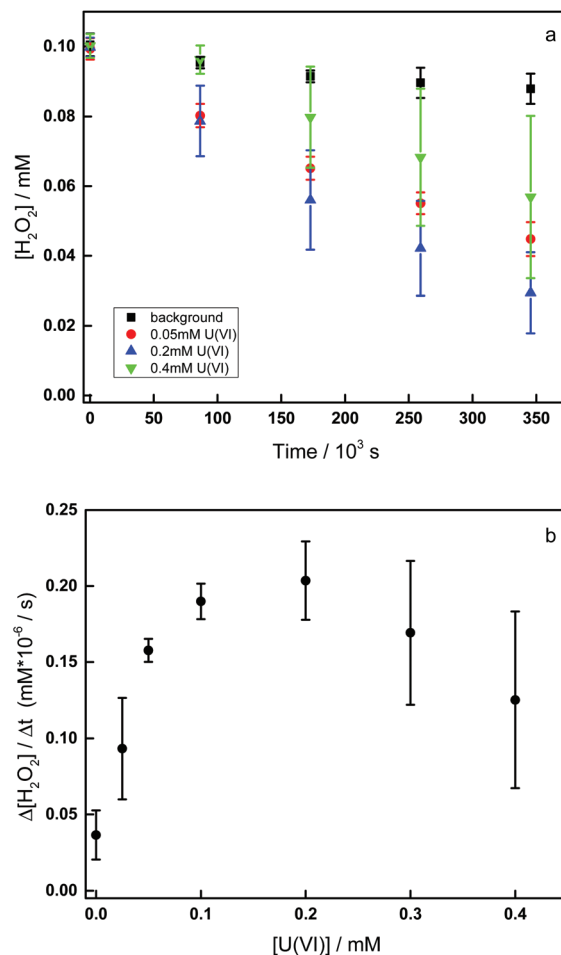 a
0.10
0.08
0.06
0.04
0.02
0.00
[H₂O₂] / mM
background
0.05mM U(VI)
0.2mM U(VI)
0.4mM U(VI)
0 50 100 150 200 250 300 350
Time / 10³ s
b
0.25
0.20
0.15
0.10
0.05
0.00
Δ[H₂O₂] / Δt (mM*10⁻⁶ / s)
0.0 0.1 0.2 0.3 0.4
[U(VI)] / mM